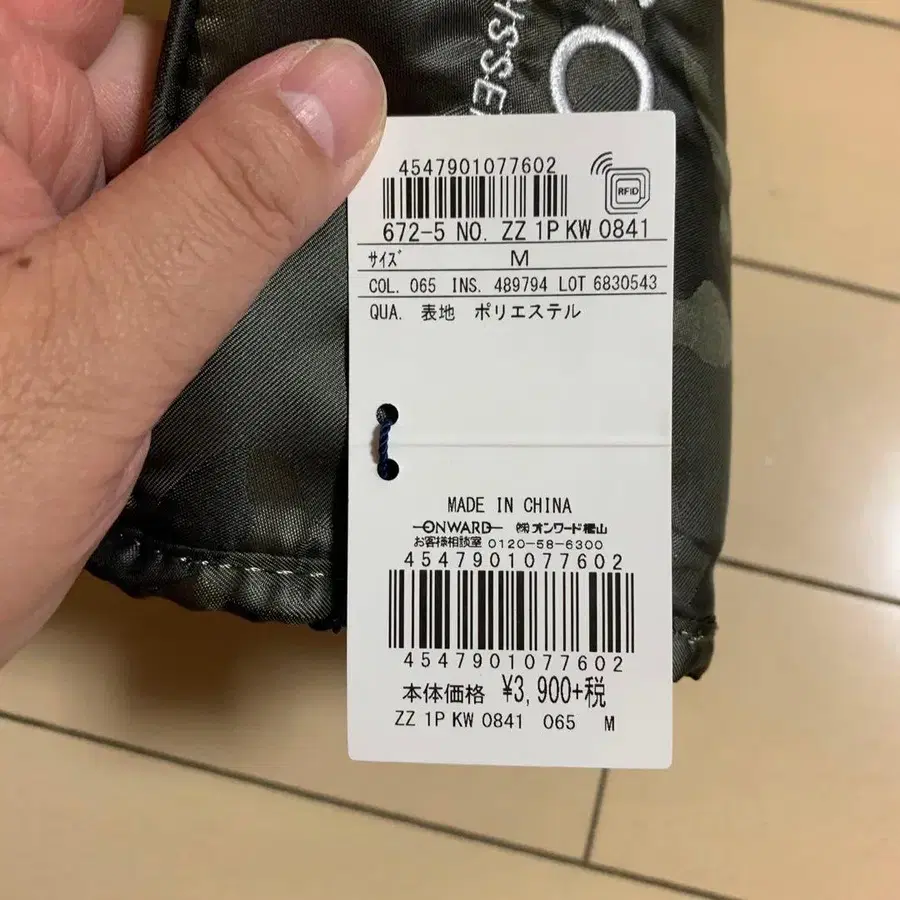 4547901077602
RFID
672-5 NO. ZZ 1P KW 0841
サイズ M
COL. 065 INS. 489794 LOT 6830543
QUA. 表地 ポリエステル
MADE IN CHINA
ONWARD ㈱オンワード樫山
お客様相談室 0120-58-6300
4547901077602
4547901077602
本体価格 ¥3,900+税
ZZ 1P KW 0841 065 M